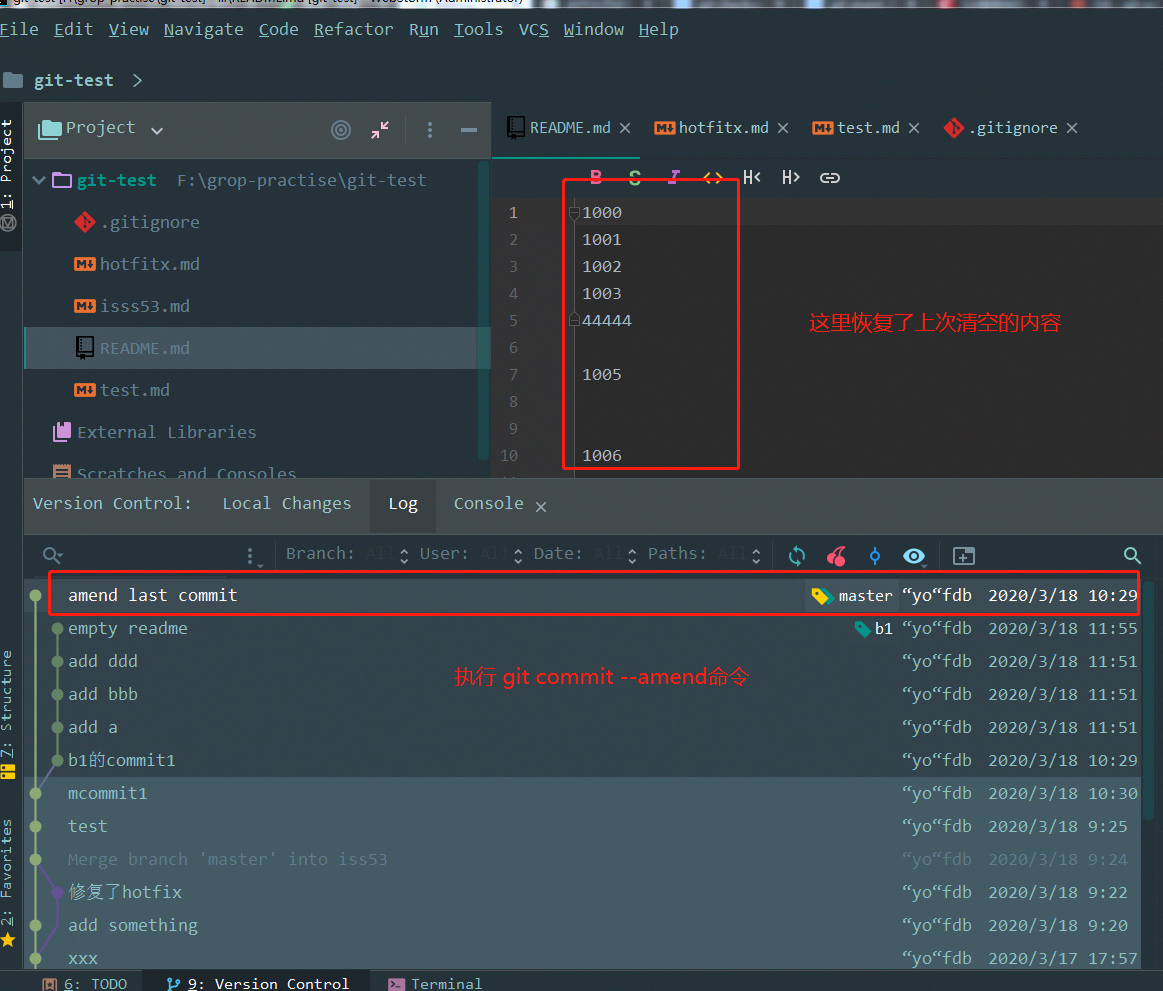 File Edit View Navigate Code Refactor Run Tools VCS Window Help
git-test
1: Project
Project
README.md hotfitx.md test.md .gitignore
git-test F:\grop-practise\git-test
.gitignore
hotfitx.md
isss53.md
README.md
test.md
External Libraries
Scratches and Consoles
B S I <> H< H>
1 1000
2 1001
3 1002
4 1003
5 44444
6
7 1005
8
9
10 1006
这里恢复了上次清空的内容
Version Control: Local Changes Log Console
Branch: All User: All Date: All Paths: All
amend last commit master “yo“fdb 2020/3/18 10:29
empty readme b1 “yo“fdb 2020/3/18 11:55
add ddd “yo“fdb 2020/3/18 11:51
执行 git commit --amend命令
add bbb “yo“fdb 2020/3/18 11:51
add a “yo“fdb 2020/3/18 11:51
b1的commit1 “yo“fdb 2020/3/18 10:29
mcommit1 “yo“fdb 2020/3/18 10:30
test “yo“fdb 2020/3/18 9:25
Merge branch 'master' into iss53 “yo“fdb 2020/3/18 9:24
修复了hotfix “yo“fdb 2020/3/18 9:22
add something “yo“fdb 2020/3/18 9:20
xxx “yo“fdb 2020/3/17 17:57
7: Structure
2: Favorites
6: TODO 9: Version Control Terminal